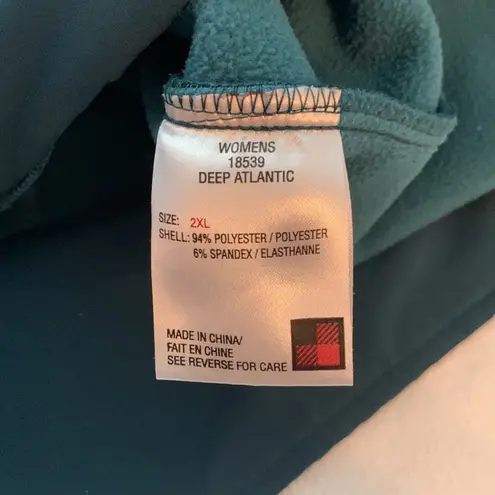 WOMENS
18539
DEEP ATLANTIC
SIZE: 2XL
SHELL: 94% POLYESTER / POLYESTER
6% SPANDEX / ELASTHANNE
MADE IN CHINA/
FAIT EN CHINE
SEE REVERSE FOR CARE